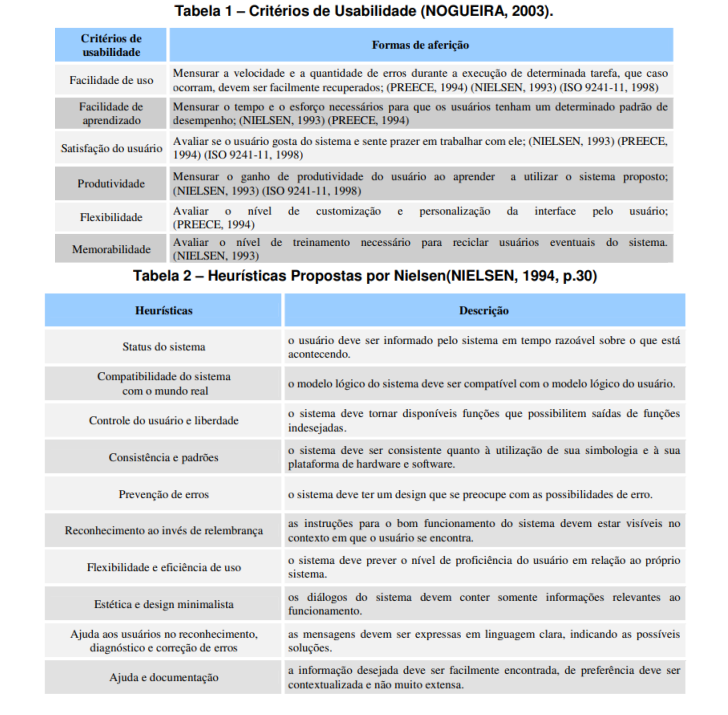 Tabela 1 – Critérios de Usabilidade (NOGUEIRA, 2003).
Critérios de
usabilidade
Formas de aferição
Facilidade de uso
Mensurar a velocidade e a quantidade de erros durante a execução de determinada tarefa, que caso
ocorram, devem ser facilmente recuperados; (PREECE, 1994) (NIELSEN, 1993) (ISO 9241-11, 1998)
Facilidade de
aprendizado
Mensurar o tempo e o esforço necessários para que os usuários tenham um determinado padrão de
desempenho; (NIELSEN, 1993) (PREECE, 1994)
Satisfação do usuário
Avaliar se o usuário gosta do sistema e sente prazer em trabalhar com ele; (NIELSEN, 1993) (PREECE,
1994) (ISO 9241-11, 1998)
Produtividade
Mensurar o ganho de produtividade do usuário ao aprender a utilizar o sistema proposto;
(NIELSEN, 1993) (ISO 9241-11, 1998)
Flexibilidade
Avaliar o nível de customização e personalização da interface pelo usuário;
(PREECE, 1994)
Memorabilidade
Avaliar o nível de treinamento necessário para reciclar usuários eventuais do sistema.
(NIELSEN, 1993)
Tabela 2 – Heurísticas Propostas por Nielsen(NIELSEN, 1994, p.30)
Heurísticas
Descrição
Status do sistema
o usuário deve ser informado pelo sistema em tempo razoável sobre o que está
acontecendo.
Compatibilidade do sistema
com o mundo real
o modelo lógico do sistema deve ser compatível com o modelo lógico do usuário.
Controle do usuário e liberdade
o sistema deve tornar disponíveis funções que possibilitem saídas de funções
indesejadas.
Consistência e padrões
o sistema deve ser consistente quanto à utilização de sua simbologia e à sua
plataforma de hardware e software.
Prevenção de erros
o sistema deve ter um design que se preocupe com as possibilidades de erro.
Reconhecimento ao invés de relembrança
as instruções para o bom funcionamento do sistema devem estar visíveis no
contexto em que o usuário se encontra.
Flexibilidade e eficiência de uso
o sistema deve prever o nível de proficiência do usuário em relação ao próprio
sistema.
Estética e design minimalista
os diálogos do sistema devem conter somente informações relevantes ao
funcionamento.
Ajuda aos usuários no reconhecimento,
diagnóstico e correção de erros
as mensagens devem ser expressas em linguagem clara, indicando as possíveis
soluções.
Ajuda e documentação
a informação desejada deve ser facilmente encontrada, de preferência deve ser
contextualizada e não muito extensa.